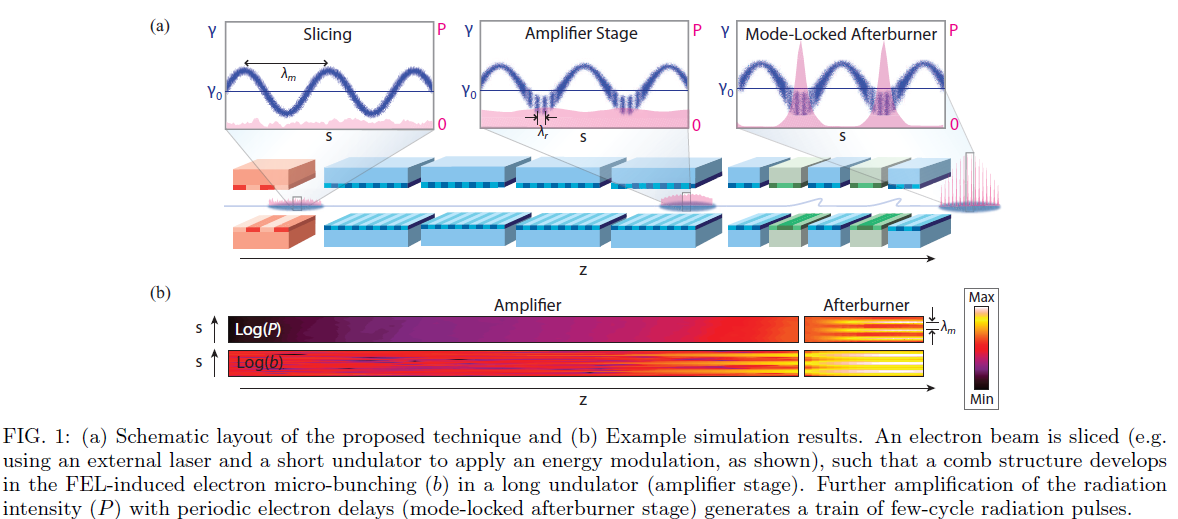 (a)
γ
Slicing
P
λm
γ0
s
0
γ
Amplifier Stage
P
γ0
λr
s
0
γ
Mode-Locked Afterburner
P
γ0
s
0
z
(b)
Amplifier
Afterburner
Max
s
Log(P)
λm
s
Log(b)
z
Min
FIG. 1: (a) Schematic layout of the proposed technique and (b) Example simulation results. An electron beam is sliced (e.g.
using an external laser and a short undulator to apply an energy modulation, as shown), such that a comb structure develops
in the FEL-induced electron micro-bunching (b) in a long undulator (amplifier stage). Further amplification of the radiation
intensity (P) with periodic electron delays (mode-locked afterburner stage) generates a train of few-cycle radiation pulses.